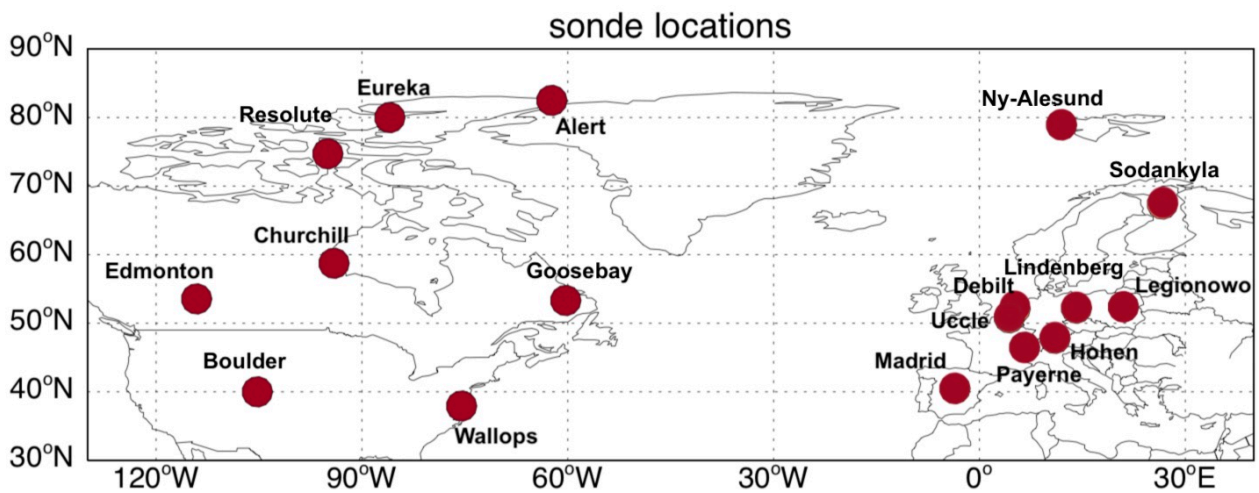 sonde locations
90°N
80°N
70°N
60°N
50°N
40°N
30°N
Eureka
Resolute
Alert
Ny-Alesund
Sodankyla
Churchill
Edmonton
Goosebay
Lindenberg
Debilt
Legionowo
Uccle
Boulder
Madrid
Hohen
Payerne
Wallops
120°W
90°W
60°W
30°W
0°
30°E